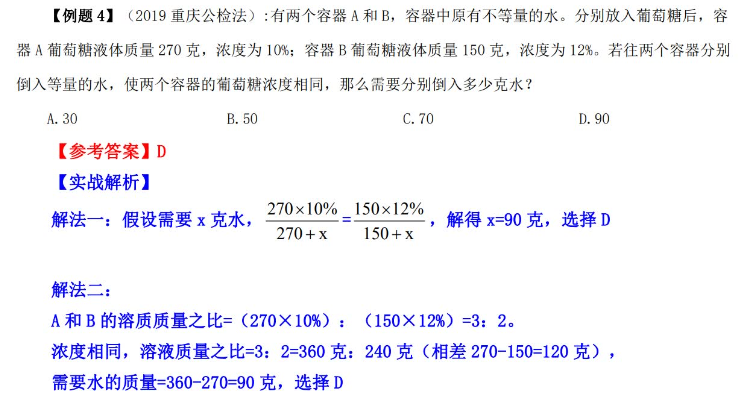 【例题 4】（2019 重庆公检法）:有两个容器 A 和 B，容器中原有不等量的水。分别放入葡萄糖后，容
器 A 葡萄糖液体质量 270 克，浓度为 10%；容器 B 葡萄糖液体质量 150 克，浓度为 12%。若往两个容器分别
倒入等量的水，使两个容器的葡萄糖浓度相同，那么需要分别倒入多少克水？
A. 30 B. 50 C. 70 D. 90
【参考答案】D
【实战解析】
解法一：假设需要 x 克水，270×10%/270+x=150×12%/150+x，解得 x=90 克，选择 D
解法二：
A 和 B 的溶质质量之比=（270×10%）：（150×12%）=3：2。
浓度相同，溶液质量之比=3：2=360 克：240 克（相差 270-150=120 克），
需要水的质量=360-270=90 克，选择 D